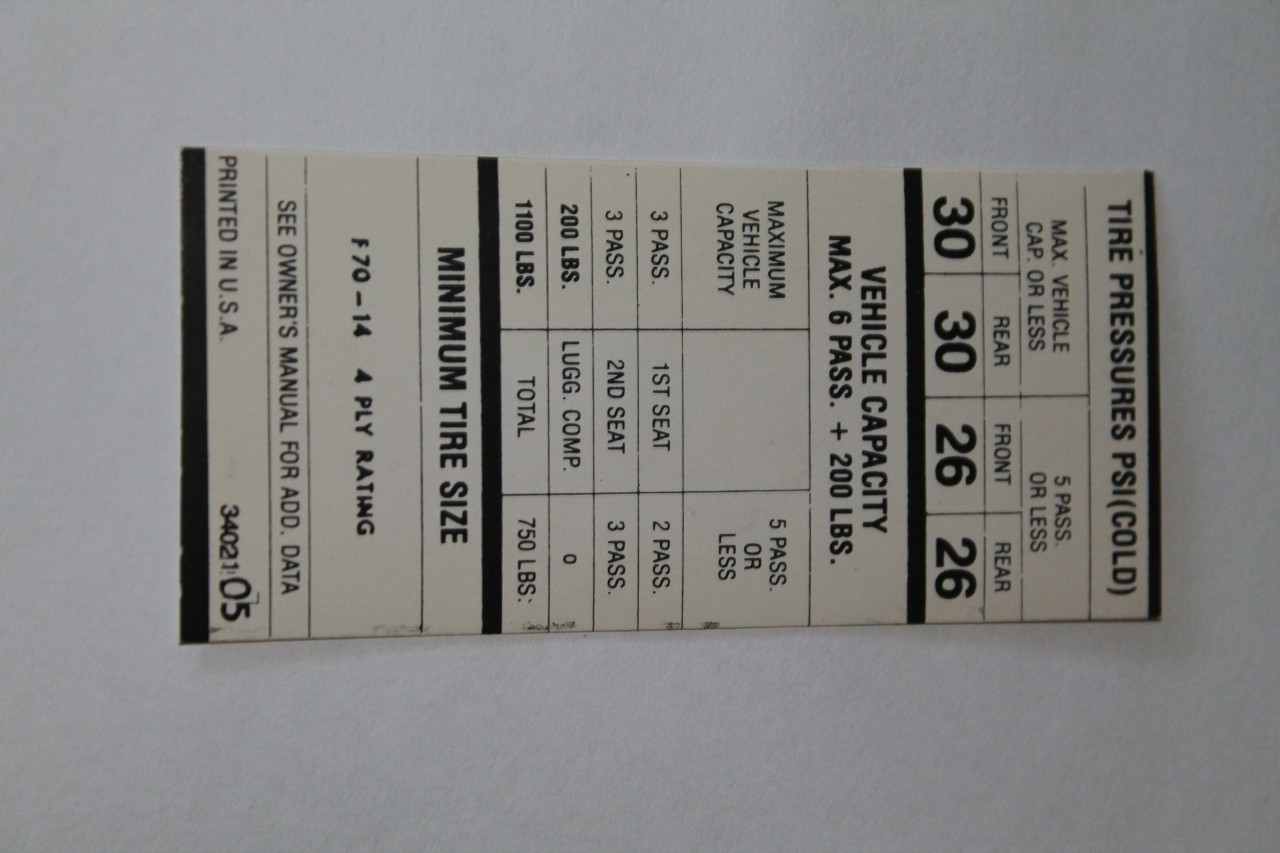 TIRE PRESSURES PSI(COLD)
MAX. VEHICLE
CAP. OR LESS
5 PASS.
OR LESS
FRONT REAR FRONT REAR
30 30 26 26
VEHICLE CAPACITY
MAX. 6 PASS. + 200 LBS.
MAXIMUM
VEHICLE
CAPACITY
5 PASS.
OR
LESS
3 PASS. 1ST SEAT 2 PASS.
3 PASS. 2ND SEAT 3 PASS.
200 LBS. LUGG. COMP. 0
1100 LBS. TOTAL 750 LBS.
MINIMUM TIRE SIZE
F70-14 4 PLY RATING
SEE OWNER'S MANUAL FOR ADD. DATA
PRINTED IN U.S.A. 3402105